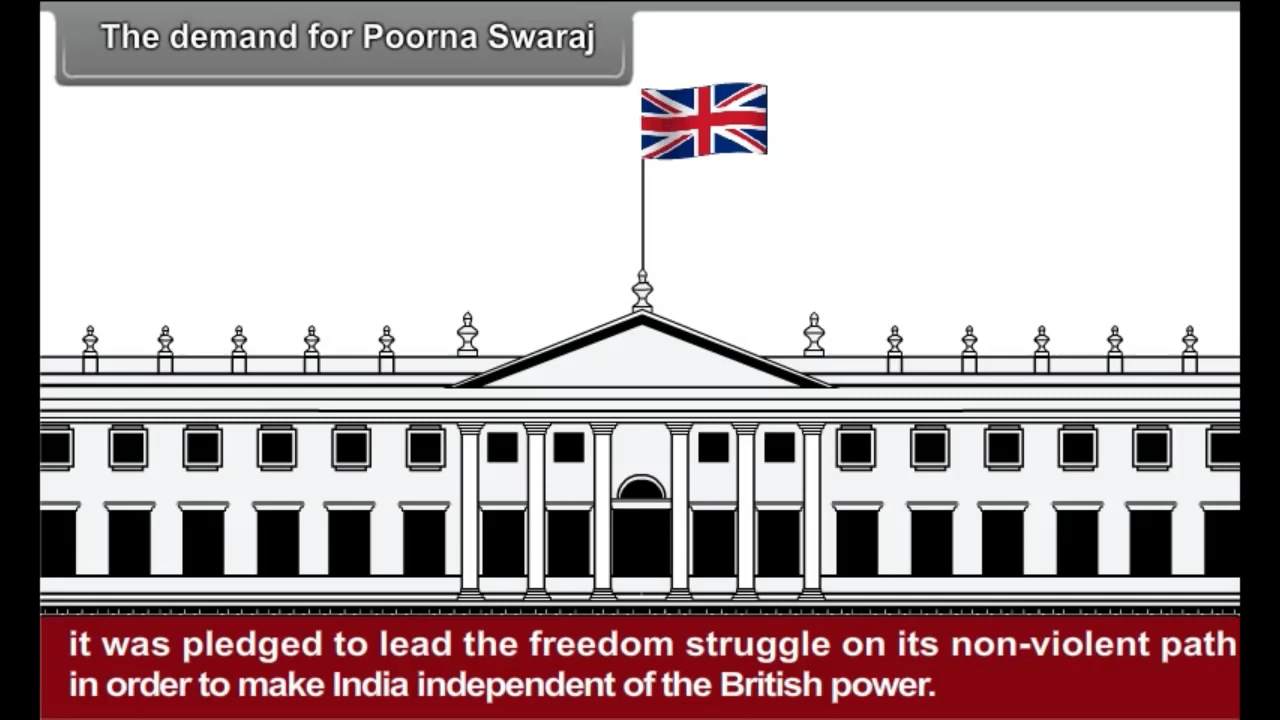 The demand for Poorna Swaraj
it was pledged to lead the freedom struggle on its non-violent path
in order to make India independent of the British power.